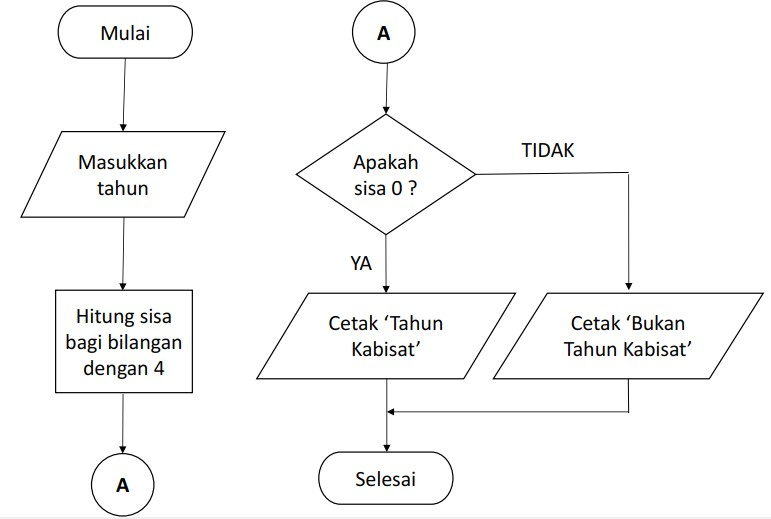 Mulai
Masukkan
tahun
Hitung sisa
bagi bilangan
dengan 4
A
A
Apakah
sisa 0 ?
TIDAK
YA
Cetak ‘Tahun
Kabisat’
Cetak ‘Bukan
Tahun Kabisat’
Selesai